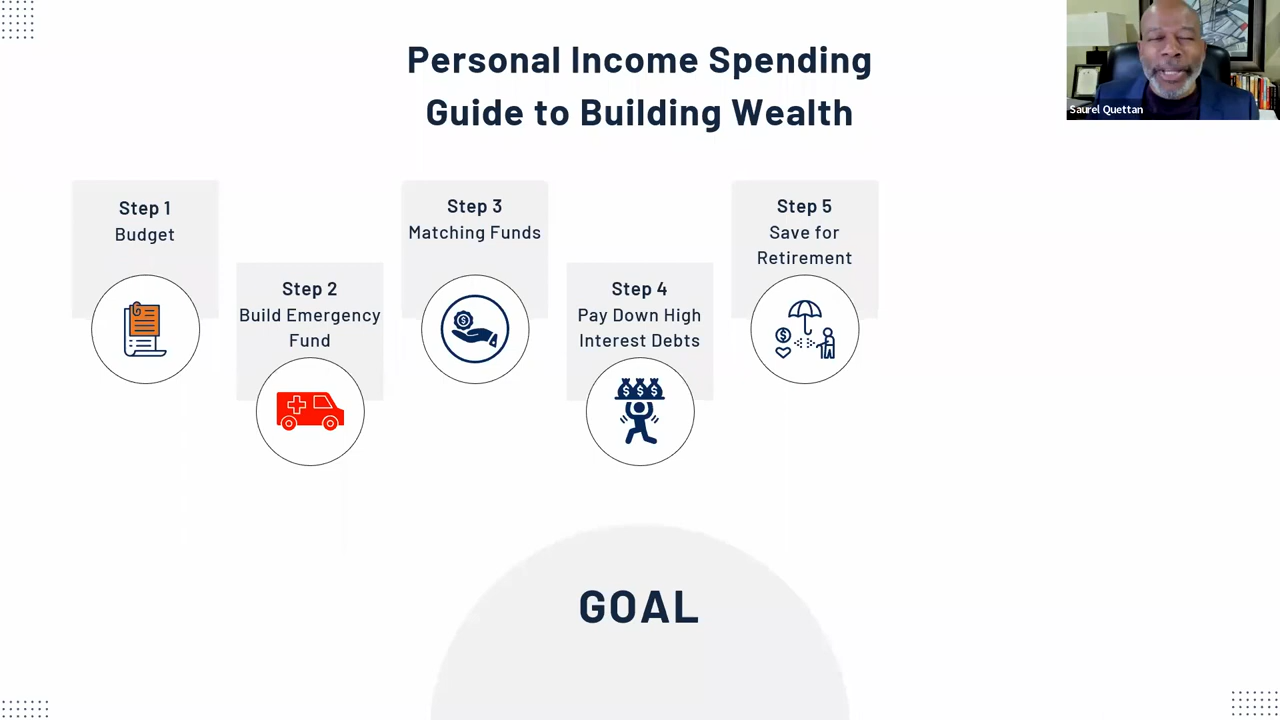 Personal Income Spending
Guide to Building Wealth
Saurel Quettan
Step 1
Budget
Step 2
Build Emergency
Fund
Step 3
Matching Funds
Step 4
Pay Down High
Interest Debts
Step 5
Save for
Retirement
GOAL